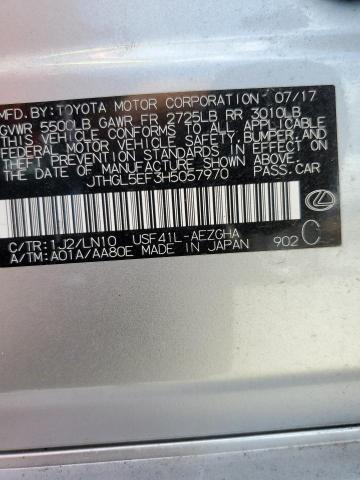 MFD. BY: TOYOTA MOTOR CORPORATION 07/17
GVWR 5500LB GAWR FR 2725LB RR 3010LB
THIS VEHICLE CONFORMS TO ALL APPLICABLE
FEDERAL MOTOR VEHICLE SAFETY, BUMPER, AND
THEFT PREVENTION STANDARDS IN EFFECT ON
THE DATE OF MANUFACTURE SHOWN ABOVE.
JTHGL5EF3H5057970 PASS.CAR
C/TR: 1J2/LN10 USF41L-AEZGHA
A/TM: A01A/AA80E MADE IN JAPAN 902 C